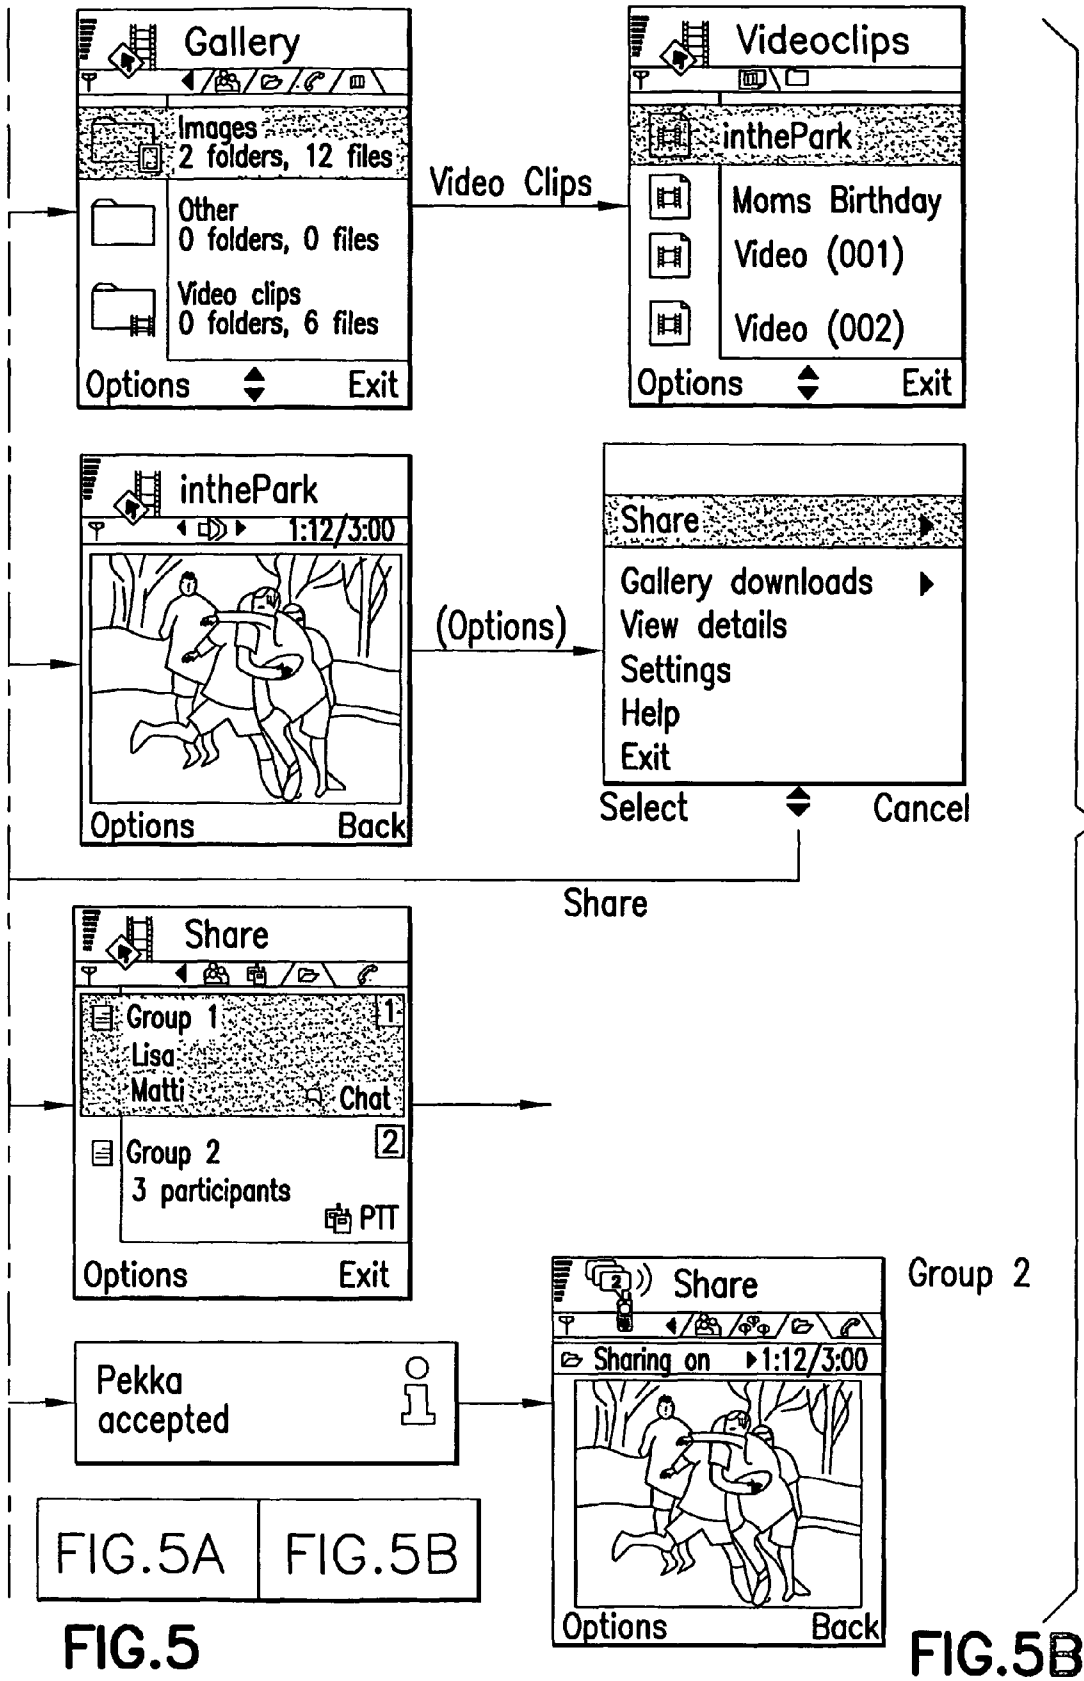 Gallery
Images
2 folders, 12 files
Other
0 folders, 0 files
Video clips
0 folders, 6 files
Options
Exit
Video Clips
Videoclips
inthePark
Moms Birthday
Video (001)
Video (002)
Options
Exit
inthePark
1:12/3:00
Options
Back
(Options)
Share
Gallery downloads
View details
Settings
Help
Exit
Select
Cancel
Share
Share
Group 1
1
Lisa
Matti
Chat
Group 2
2
3 participants
PTT
Options
Exit
Pekka
accepted
i
Group 2
2
Share
Sharing on
1:12/3:00
Options
Back
FIG.5A
FIG.5B
FIG.5
FIG.5B